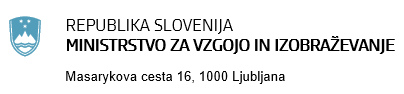 REPUBLIKA SLOVENIJA
MINISTRSTVO ZA VZGOJO IN IZOBRAŽEVANJE
Masarykova cesta 16, 1000 Ljubljana